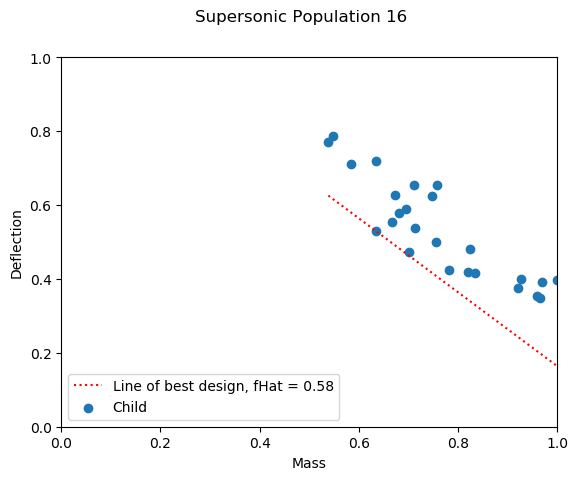 Supersonic Population 16
1.0
0.8
0.6
0.4
0.2
0.0
Deflection
0.0 0.2 0.4 0.6 0.8 1.0
Mass
Line of best design, fHat = 0.58
Child